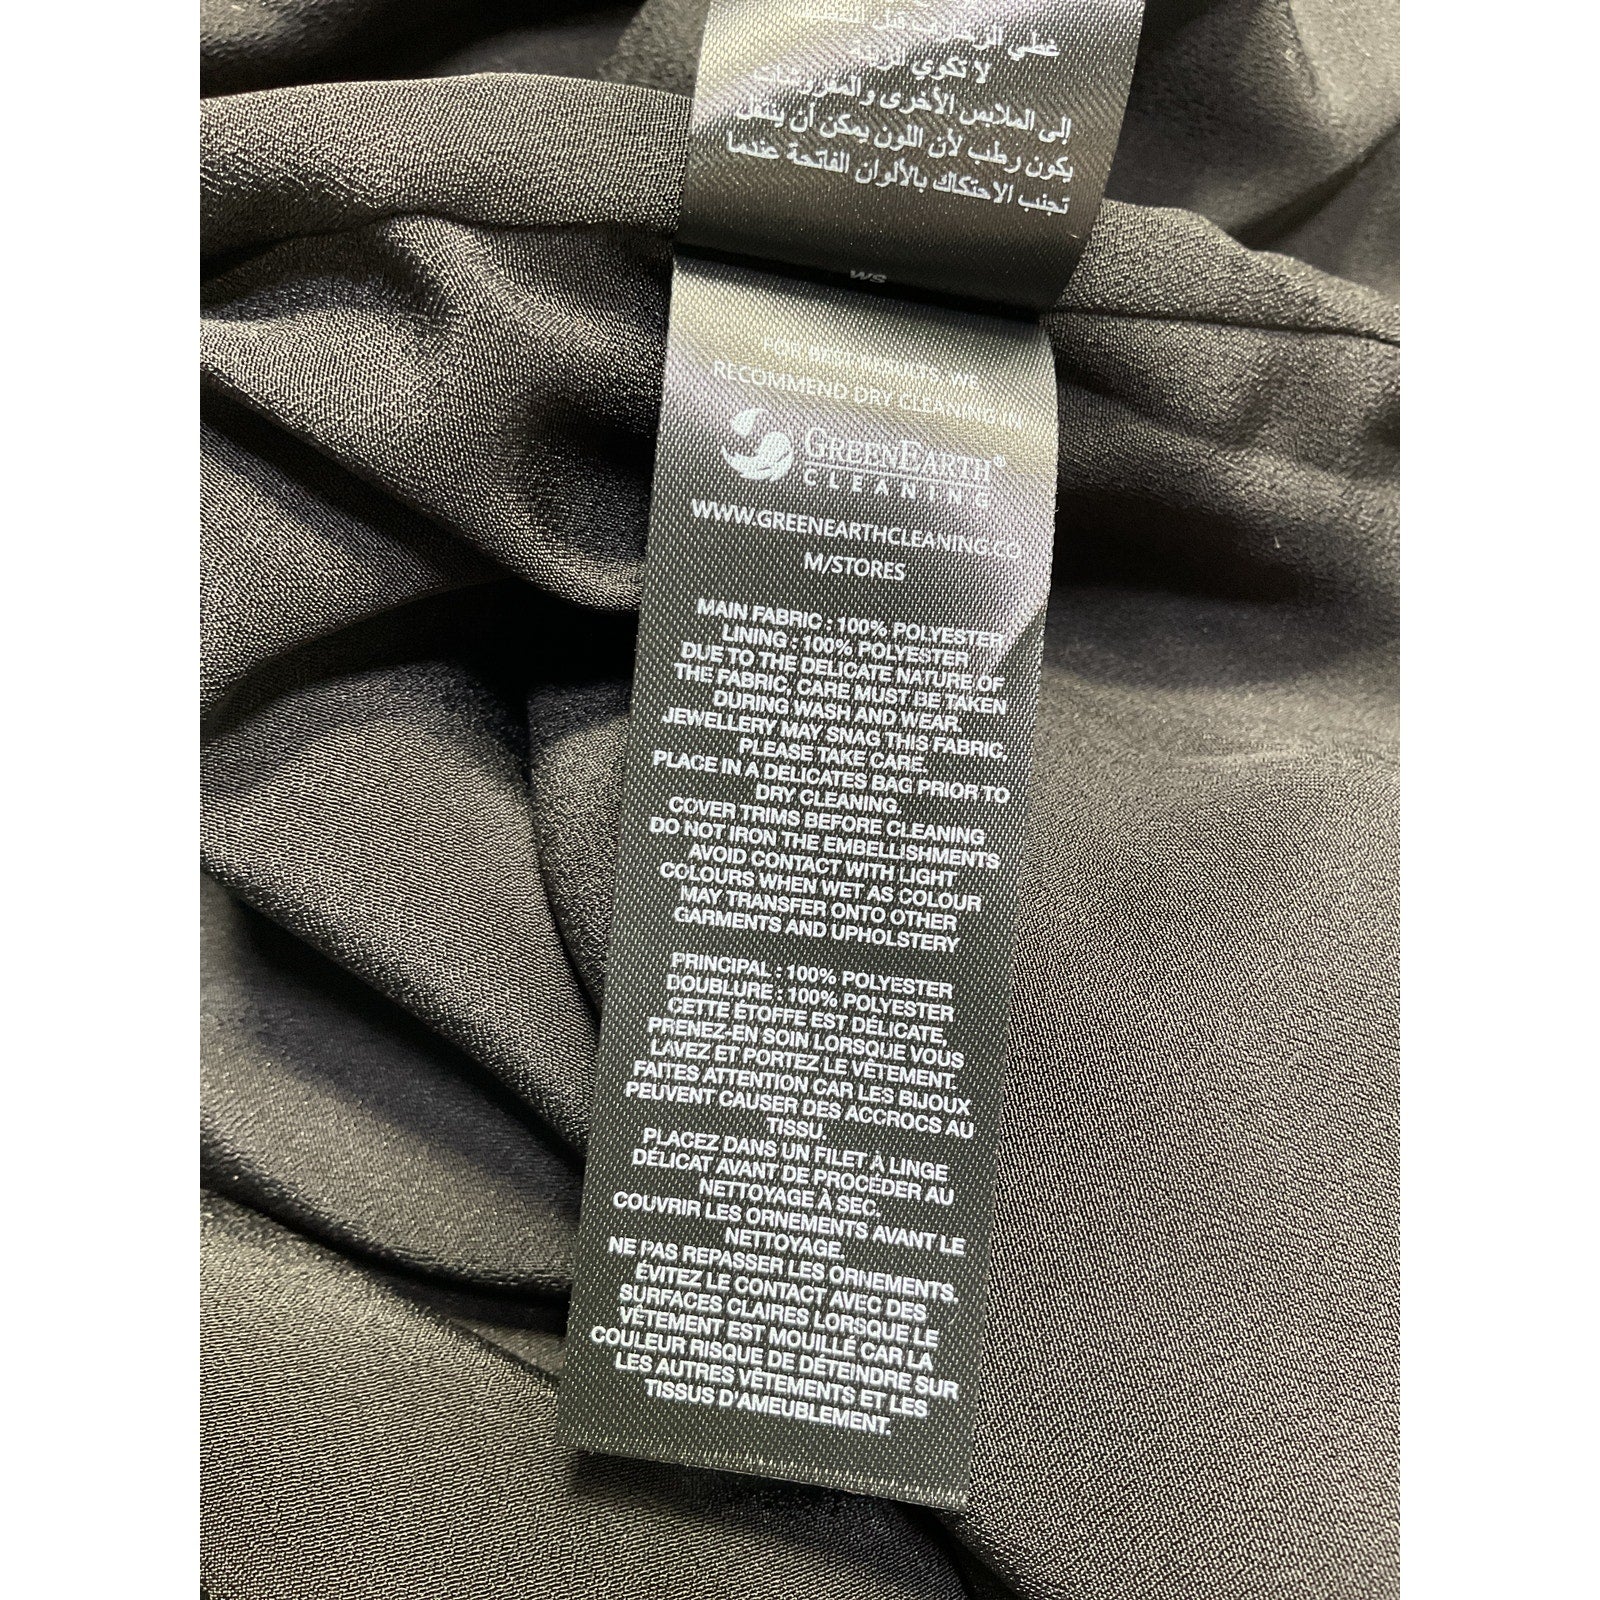 غطي الزخارف قبل التنظيف
لا تكوي الزينة
إلى الملابس الأخرى والمفروشات
يكون رطب لأن اللون يمكن أن ينتقل
تجنب الاحتكاك بالألوان الفاتحة عندما
WS
FOR BEST RESULTS, WE
RECOMMEND DRY CLEANING IN
GREENEARTH®
CLEANING
WWW.GREENEARTHCLEANING.CO
M/STORES
MAIN FABRIC : 100% POLYESTER
LINING : 100% POLYESTER
DUE TO THE DELICATE NATURE OF
THE FABRIC, CARE MUST BE TAKEN
DURING WASH AND WEAR.
JEWELLERY MAY SNAG THIS FABRIC,
PLEASE TAKE CARE.
PLACE IN A DELICATES BAG PRIOR TO
DRY CLEANING.
COVER TRIMS BEFORE CLEANING
DO NOT IRON THE EMBELLISHMENTS
AVOID CONTACT WITH LIGHT
COLOURS WHEN WET AS COLOUR
MAY TRANSFER ONTO OTHER
GARMENTS AND UPHOLSTERY
PRINCIPAL : 100% POLYESTER
DOUBLURE : 100% POLYESTER
CETTE ÉTOFFE EST DÉLICATE,
PRENEZ-EN SOIN LORSQUE VOUS
LAVEZ ET PORTEZ LE VÊTEMENT.
FAITES ATTENTION CAR LES BIJOUX
PEUVENT CAUSER DES ACCROCS AU
TISSU.
PLACEZ DANS UN FILET À LINGE
DÉLICAT AVANT DE PROCÉDER AU
NETTOYAGE À SEC.
COUVRIR LES ORNEMENTS AVANT LE
NETTOYAGE.
NE PAS REPASSER LES ORNEMENTS.
ÉVITEZ LE CONTACT AVEC DES
SURFACES CLAIRES LORSQUE LE
VÊTEMENT EST MOUILLÉ CAR LA
COULEUR RISQUE DE DÉTEINDRE SUR
LES AUTRES VÊTEMENTS ET LES
TISSUS D'AMEUBLEMENT.